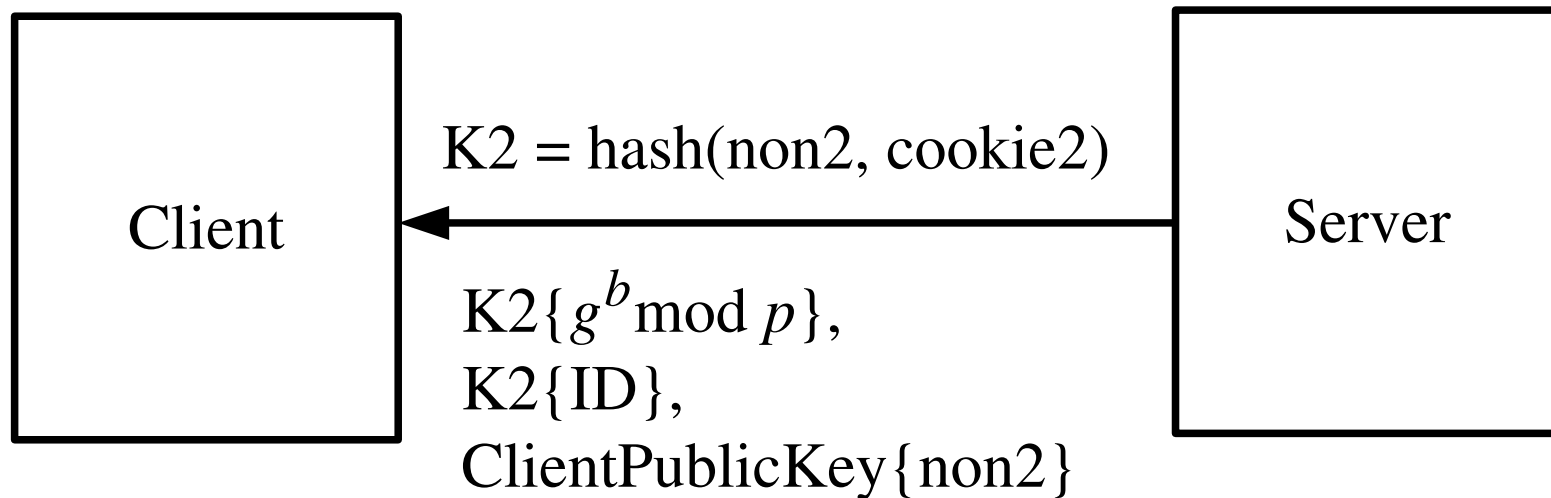 K2 = hash(non2, cookie2)
Client
Server
K2{g^b mod p},
K2{ID},
ClientPublicKey{non2}